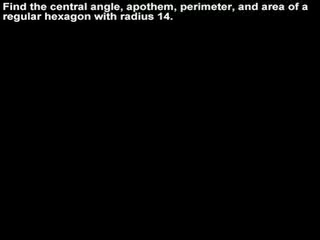 Find the central angle, apothem, perimeter, and area of a
regular hexagon with radius 14.